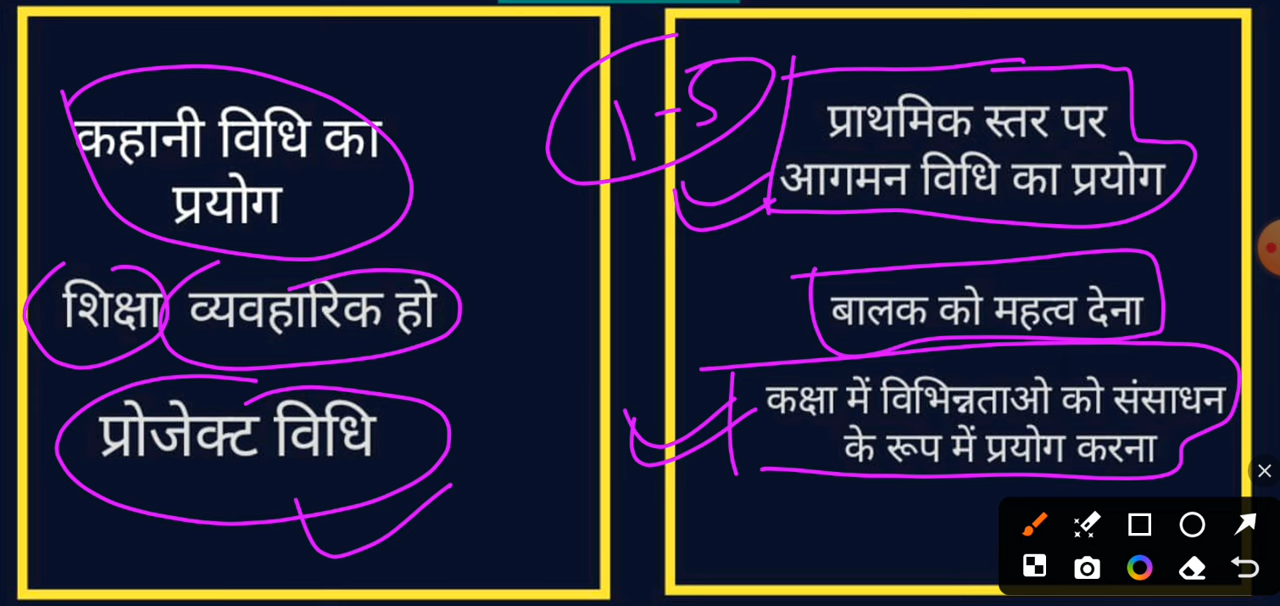 कहानी विधि का
प्रयोग
शिक्षा व्यवहारिक हो
प्रोजेक्ट विधि
1-5
प्राथमिक स्तर पर
आगमन विधि का प्रयोग
बालक को महत्व देना
कक्षा में विभिन्नताओ को संसाधन
के रूप में प्रयोग करना